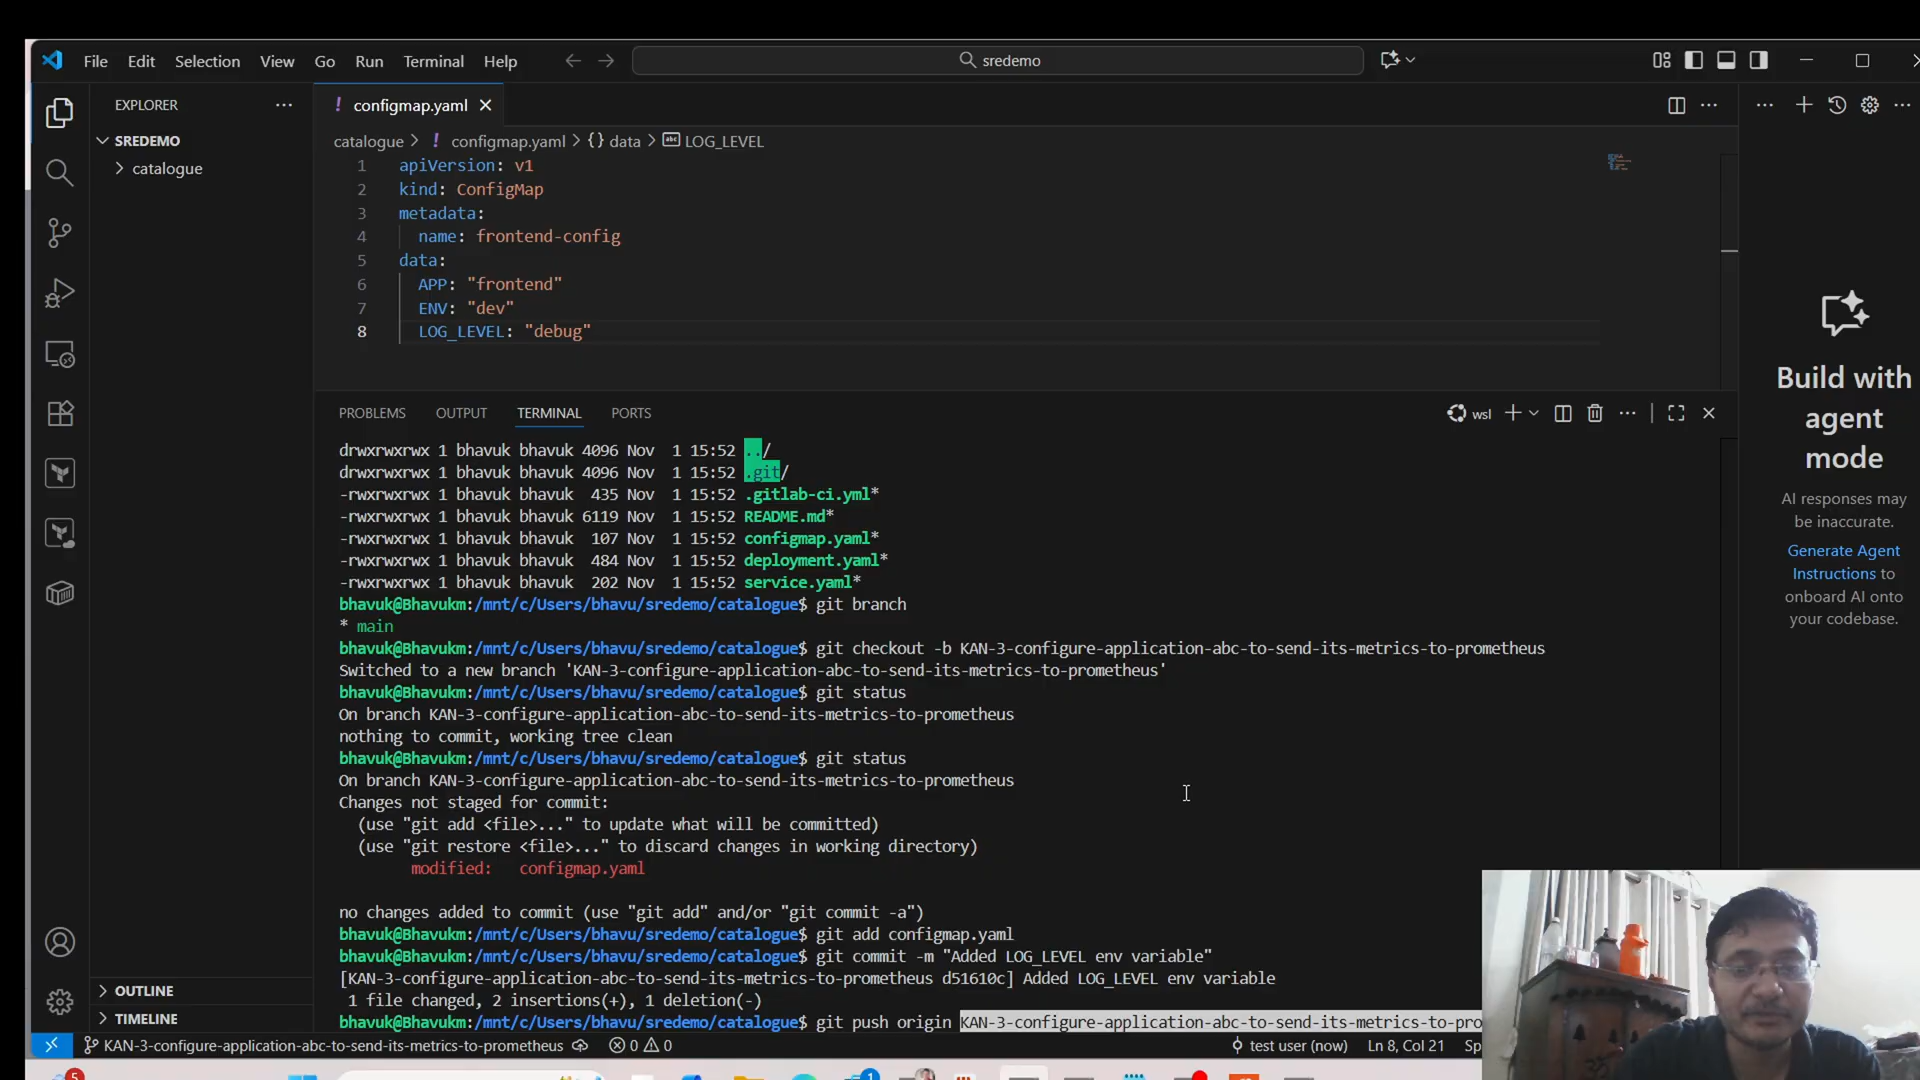 File Edit Selection View Go Run Terminal Help
sredemo
EXPLORER
SREDEMO
catalogue
configmap.yaml
catalogue > ! configmap.yaml > {} data > LOG_LEVEL
1 apiVersion: v1
2 kind: ConfigMap
3 metadata:
4 name: frontend-config
5 data:
6 APP: "frontend"
7 ENV: "dev"
8 LOG_LEVEL: "debug"
PROBLEMS OUTPUT TERMINAL PORTS
wsl
drwxrwxrwx 1 bhavuk bhavuk 4096 Nov 1 15:52 ../
drwxrwxrwx 1 bhavuk bhavuk 4096 Nov 1 15:52 .git/
-rwxrwxrwx 1 bhavuk bhavuk 435 Nov 1 15:52 .gitlab-ci.yml*
-rwxrwxrwx 1 bhavuk bhavuk 6119 Nov 1 15:52 README.md*
-rwxrwxrwx 1 bhavuk bhavuk 107 Nov 1 15:52 configmap.yaml*
-rwxrwxrwx 1 bhavuk bhavuk 484 Nov 1 15:52 deployment.yaml*
-rwxrwxrwx 1 bhavuk bhavuk 202 Nov 1 15:52 service.yaml*
bhavuk@Bhavukm:/mnt/c/Users/bhavu/sredemo/catalogue$ git branch
* main
bhavuk@Bhavukm:/mnt/c/Users/bhavu/sredemo/catalogue$ git checkout -b KAN-3-configure-application-abc-to-send-its-metrics-to-prometheus
Switched to a new branch 'KAN-3-configure-application-abc-to-send-its-metrics-to-prometheus'
bhavuk@Bhavukm:/mnt/c/Users/bhavu/sredemo/catalogue$ git status
On branch KAN-3-configure-application-abc-to-send-its-metrics-to-prometheus
nothing to commit, working tree clean
bhavuk@Bhavukm:/mnt/c/Users/bhavu/sredemo/catalogue$ git status
On branch KAN-3-configure-application-abc-to-send-its-metrics-to-prometheus
Changes not staged for commit:
(use "git add <file>..." to update what will be committed)
(use "git restore <file>..." to discard changes in working directory)
modified: configmap.yaml
no changes added to commit (use "git add" and/or "git commit -a")
bhavuk@Bhavukm:/mnt/c/Users/bhavu/sredemo/catalogue$ git add configmap.yaml
bhavuk@Bhavukm:/mnt/c/Users/bhavu/sredemo/catalogue$ git commit -m "Added LOG_LEVEL env variable"
[KAN-3-configure-application-abc-to-send-its-metrics-to-prometheus d51610c] Added LOG_LEVEL env variable
1 file changed, 2 insertions(+), 1 deletion(-)
bhavuk@Bhavukm:/mnt/c/Users/bhavu/sredemo/catalogue$ git push origin KAN-3-configure-application-abc-to-send-its-metrics-to-pro
Build with
agent
mode
AI responses may
be inaccurate.
Generate Agent
Instructions to
onboard AI onto
your codebase.
OUTLINE
TIMELINE
KAN-3-configure-application-abc-to-send-its-metrics-to-prometheus 0 0 test user (now) Ln 8, Col 21 Sp
5
1